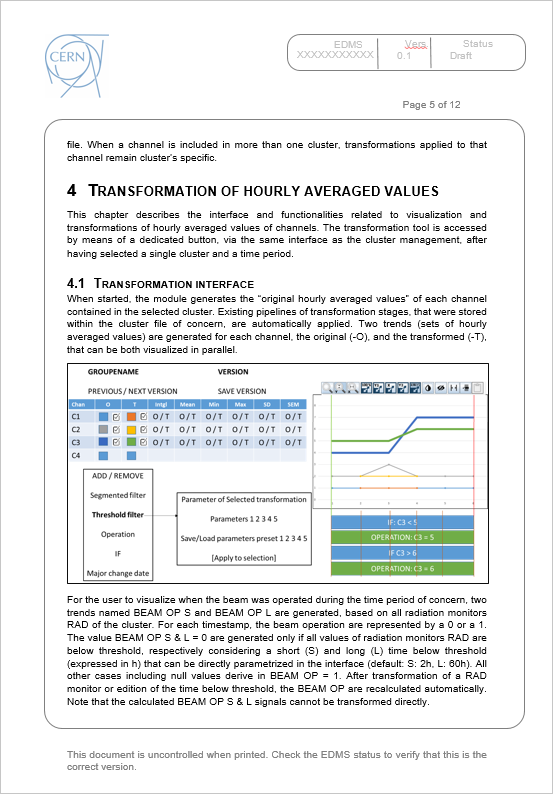 CERN
EDMS Vers. Status
XXXXXXXXXXX 0.1 Draft
Page 5 of 12
file. When a channel is included in more than one cluster, transformations applied to that
channel remain cluster's specific.
4 TRANSFORMATION OF HOURLY AVERAGED VALUES
This chapter describes the interface and functionalities related to visualization and
transformations of hourly averaged values of channels. The transformation tool is accessed
by means of a dedicated button, via the same interface as the cluster management, after
having selected a single cluster and a time period.
4.1 TRANSFORMATION INTERFACE
When started, the module generates the "original hourly averaged values" of each channel
contained in the selected cluster. Existing pipelines of transformation stages, that were stored
within the cluster file of concern, are automatically applied. Two trends (sets of hourly
averaged values) are generated for each channel, the original (-O), and the transformed (-T),
that can be both visualized in parallel.
GROUPENAME VERSION
PREVIOUS / NEXT VERSION SAVE VERSION
Chan O T Intgl Mean Min Max SD SEM
C1 O / T O / T O / T O / T O / T O / T
C2 O / T O / T O / T O / T O / T O / T
C3 O / T O / T O / T O / T O / T O / T
C4
ADD / REMOVE
Segmented filter
Threshold filter
Operation
IF
Major change date
Parameter of Selected transformation
Parameters 1 2 3 4 5
Save/Load parameters preset 1 2 3 4 5
[Apply to selection]
IF: C3 < 5
OPERATION: C3 = 5
IF C3 > 6
OPERATION: C3 = 6
For the user to visualize when the beam was operated during the time period of concern, two
trends named BEAM OP S and BEAM OP L are generated, based on all radiation monitors
RAD of the cluster. For each timestamp, the beam operation are represented by a 0 or a 1.
The value BEAM OP S & L = 0 are generated only if all values of radiation monitors RAD are
below threshold, respectively considering a short (S) and long (L) time below threshold
(expressed in h) that can be directly parametrized in the interface (default: S: 2h, L: 60h). All
other cases including null values derive in BEAM OP = 1. After transformation of a RAD
monitor or edition of the time below threshold, the BEAM OP are recalculated automatically.
Note that the calculated BEAM OP S & L signals cannot be transformed directly.
This document is uncontrolled when printed. Check the EDMS status to verify that this is the
correct version.